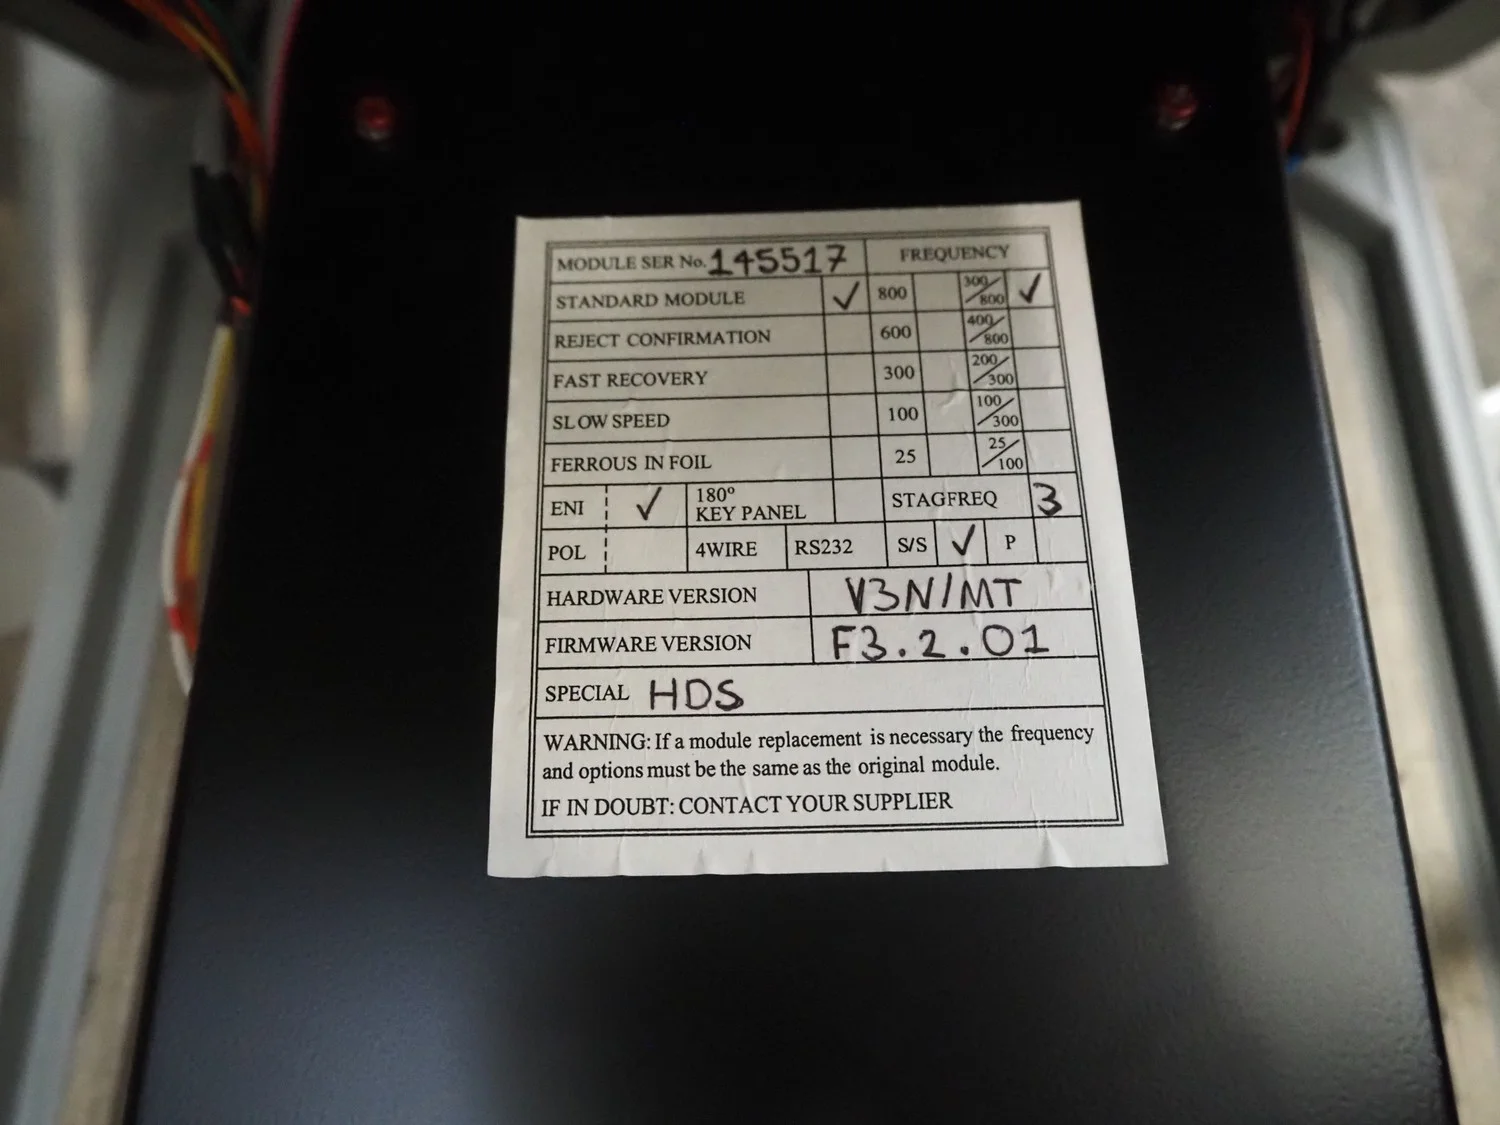 MODULE SER No. 145517 FREQUENCY
STANDARD MODULE ✓ 800 300/800 ✓
REJECT CONFIRMATION 600 400/800
FAST RECOVERY 300 200/300
SLOW SPEED 100 100/300
FERROUS IN FOIL 25 25/100
ENI ✓ 180° KEY PANEL STAGFREQ 3
POL 4WIRE RS232 S/S ✓ P
HARDWARE VERSION V3N/MT
FIRMWARE VERSION F3.2.01
SPECIAL HDS
WARNING: If a module replacement is necessary the frequency
and options must be the same as the original module.
IF IN DOUBT: CONTACT YOUR SUPPLIER